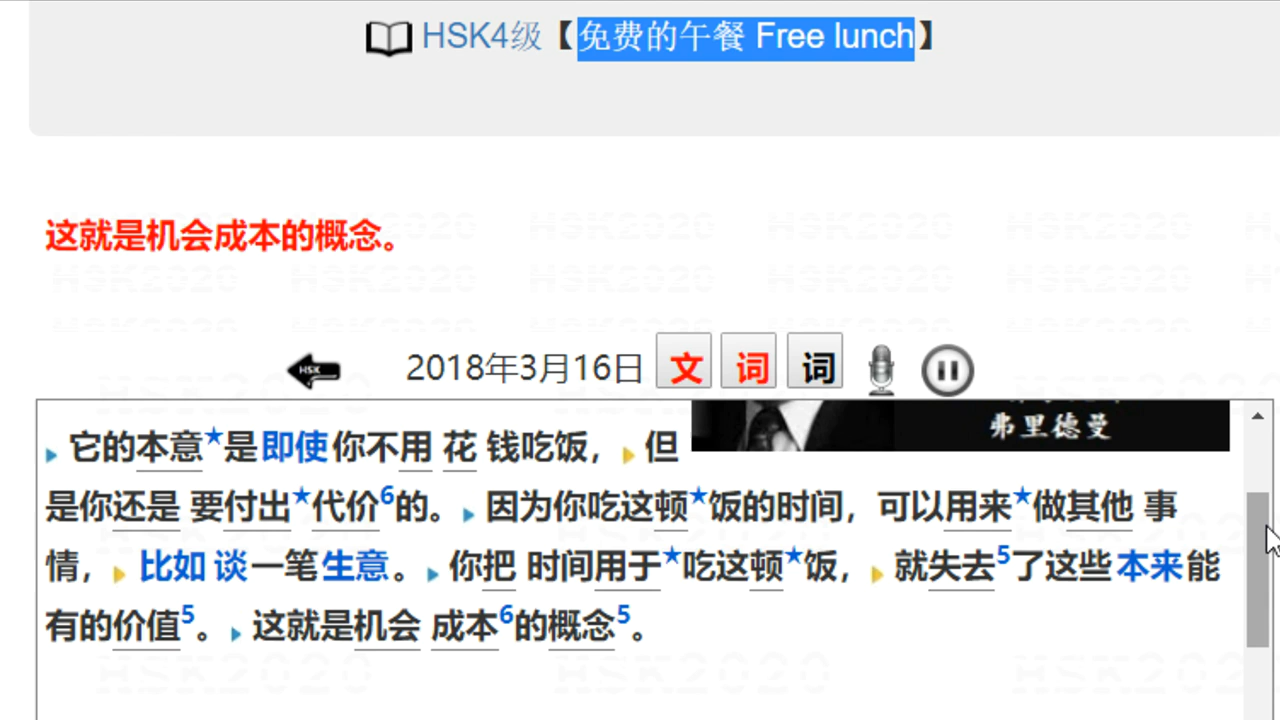 HSK4级【免费的午餐 Free lunch】
这就是机会成本的概念。
HSK 2018年3月16日 文 词 词
弗里德曼
它的本意★是即使你不用 花 钱吃饭，但
是你还是 要付出★代价6的。因为你吃这顿★饭的时间，可以用来★做其他 事
情，比如 谈一笔生意。你把 时间用于★吃这顿★饭，就失去5了这些本来能
有的价值5。这就是机会 成本6的概念5。
HSK2020